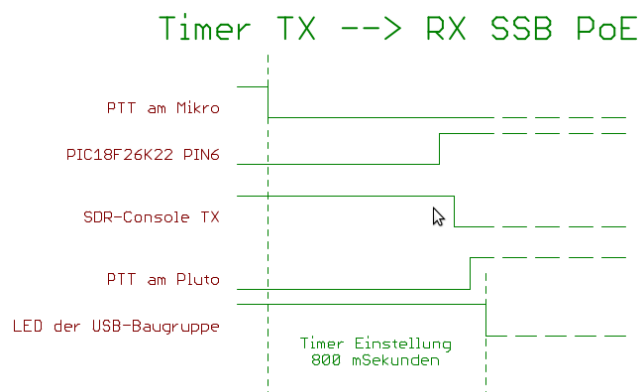 Timer TX --> RX SSB PoE
PTT am Mikro
PIC18F26K22 PIN6
SDR-Console TX
PTT am Pluto
LED der USB-Baugruppe
Timer Einstellung
800 mSekunden